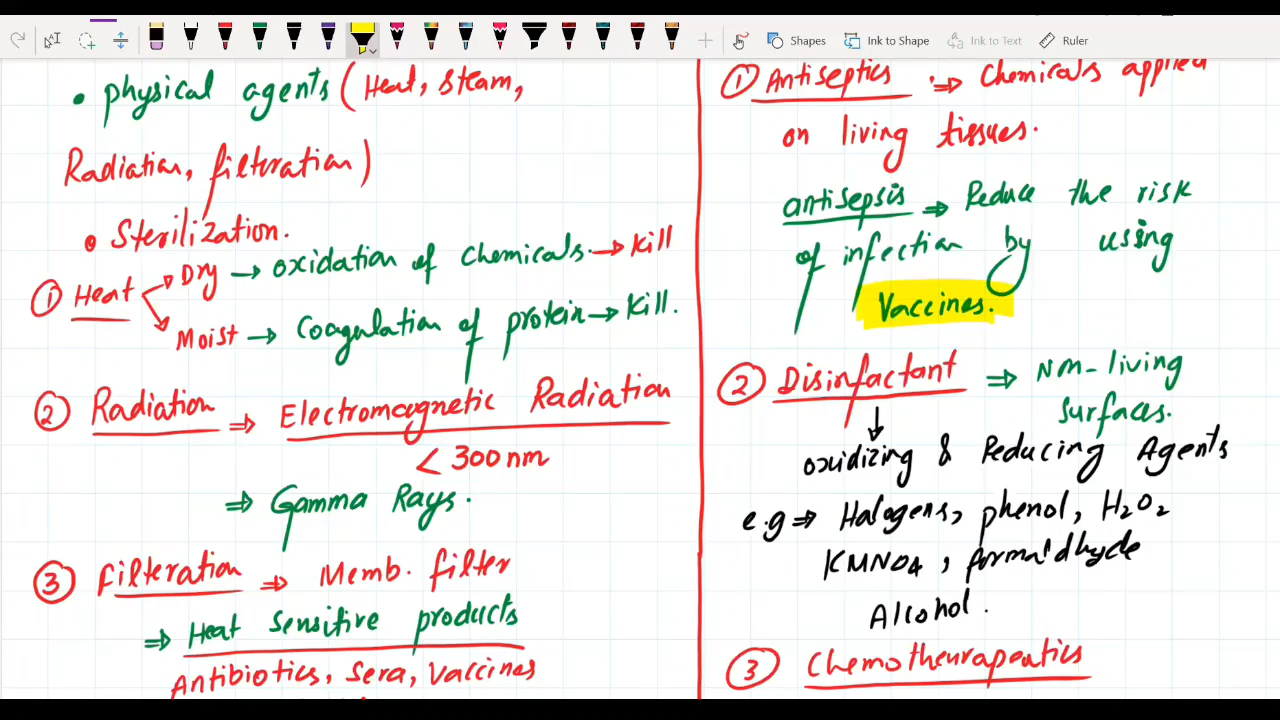 Shapes
Ink to Shape
Ink to Text
Ruler
• physical agents (Heat, steam,
Radiation, filteration)
• Sterilization.
① Heat
Dry → oxidation of chemicals. → Kill
Moist → Coagulation of protein → Kill.
② Radiation ⇒ Electromagnetic Radiation
< 300 nm
⇒ Gamma Rays.
③ filteration ⇒ Memb. filter
⇒ Heat sensitive products
Antibiotics, Sera, Vaccines
① Antiseptics ⇒ Chemicals applied
on living tissues.
antisepsis ⇒ Reduce the risk
of infection by using
Vaccines.
② Disinfactant ⇒ Non-living
surfaces.
↓
oxidizing & Reducing Agents
e.g ⇒ Halogens, phenol, H2O2
KMNO4, formaldhyde
Alcohol.
③ Chemotheurapeutics